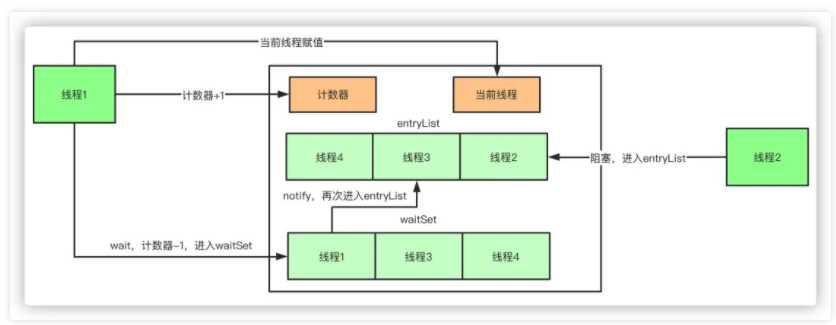 当前线程赋值
线程1
计数器+1
计数器
当前线程
entryList
线程4
线程3
线程2
阻塞，进入entryList
线程2
notify，再次进入entryList
waitSet
wait，计数器-1，进入waitSet
线程1
线程3
线程4